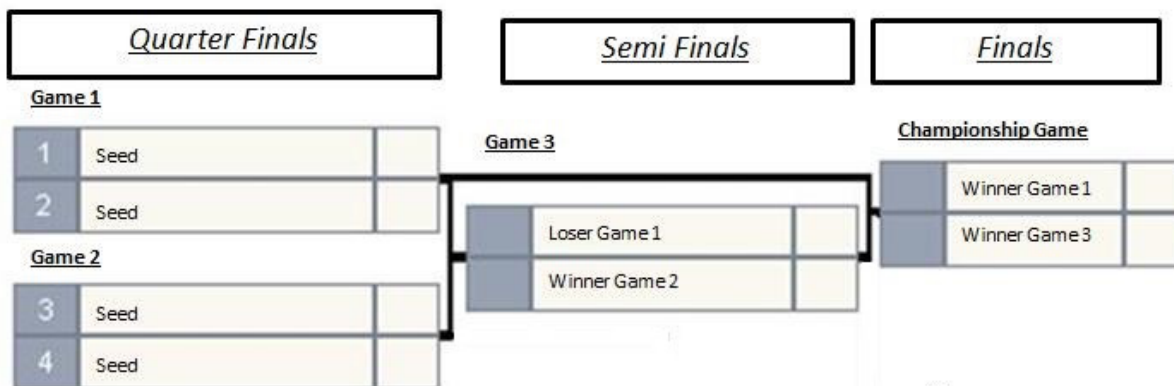 Quarter Finals
Semi Finals
Finals
Game 1
1 Seed
2 Seed
Game 2
3 Seed
4 Seed
Game 3
Loser Game 1
Winner Game 2
Championship Game
Winner Game 1
Winner Game 3